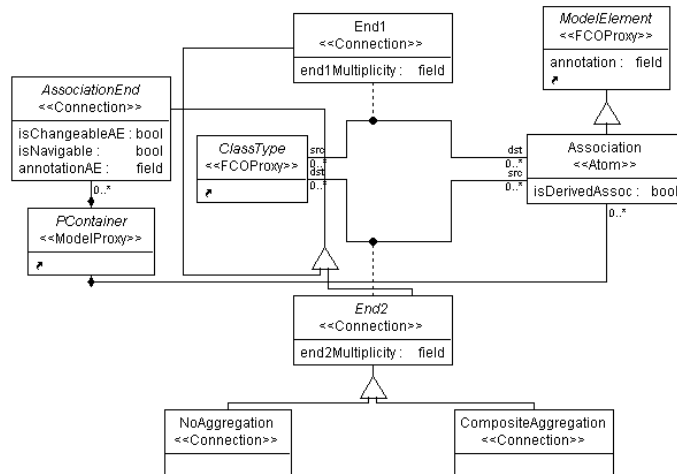 End1
<<Connection>>
end1Multiplicity : field
ModelElement
<<FCOProxy>>
annotation : field
AssociationEnd
<<Connection>>
isChangeableAE : bool
isNavigable : bool
annotationAE : field
0..*
ClassType
<<FCOProxy>>
src
0..*
dst
0..*
dst
0..*
src
0..*
Association
<<Atom>>
isDerivedAssoc : bool
0..*
PContainer
<<ModelProxy>>
End2
<<Connection>>
end2Multiplicity : field
NoAggregation
<<Connection>>
CompositeAggregation
<<Connection>>